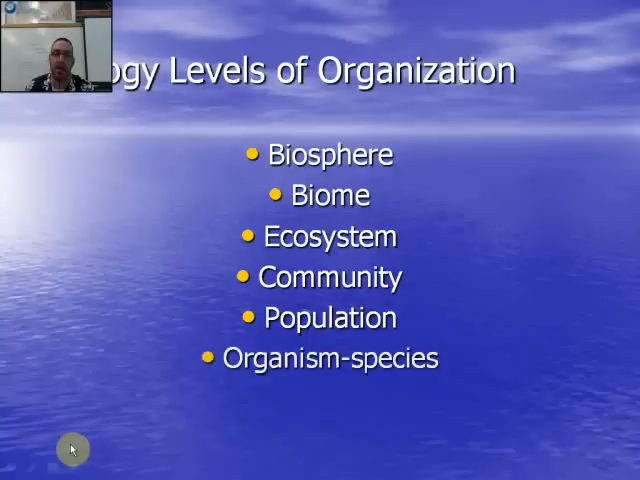 ogy Levels of Organization
• Biosphere
• Biome
• Ecosystem
• Community
• Population
• Organism-species